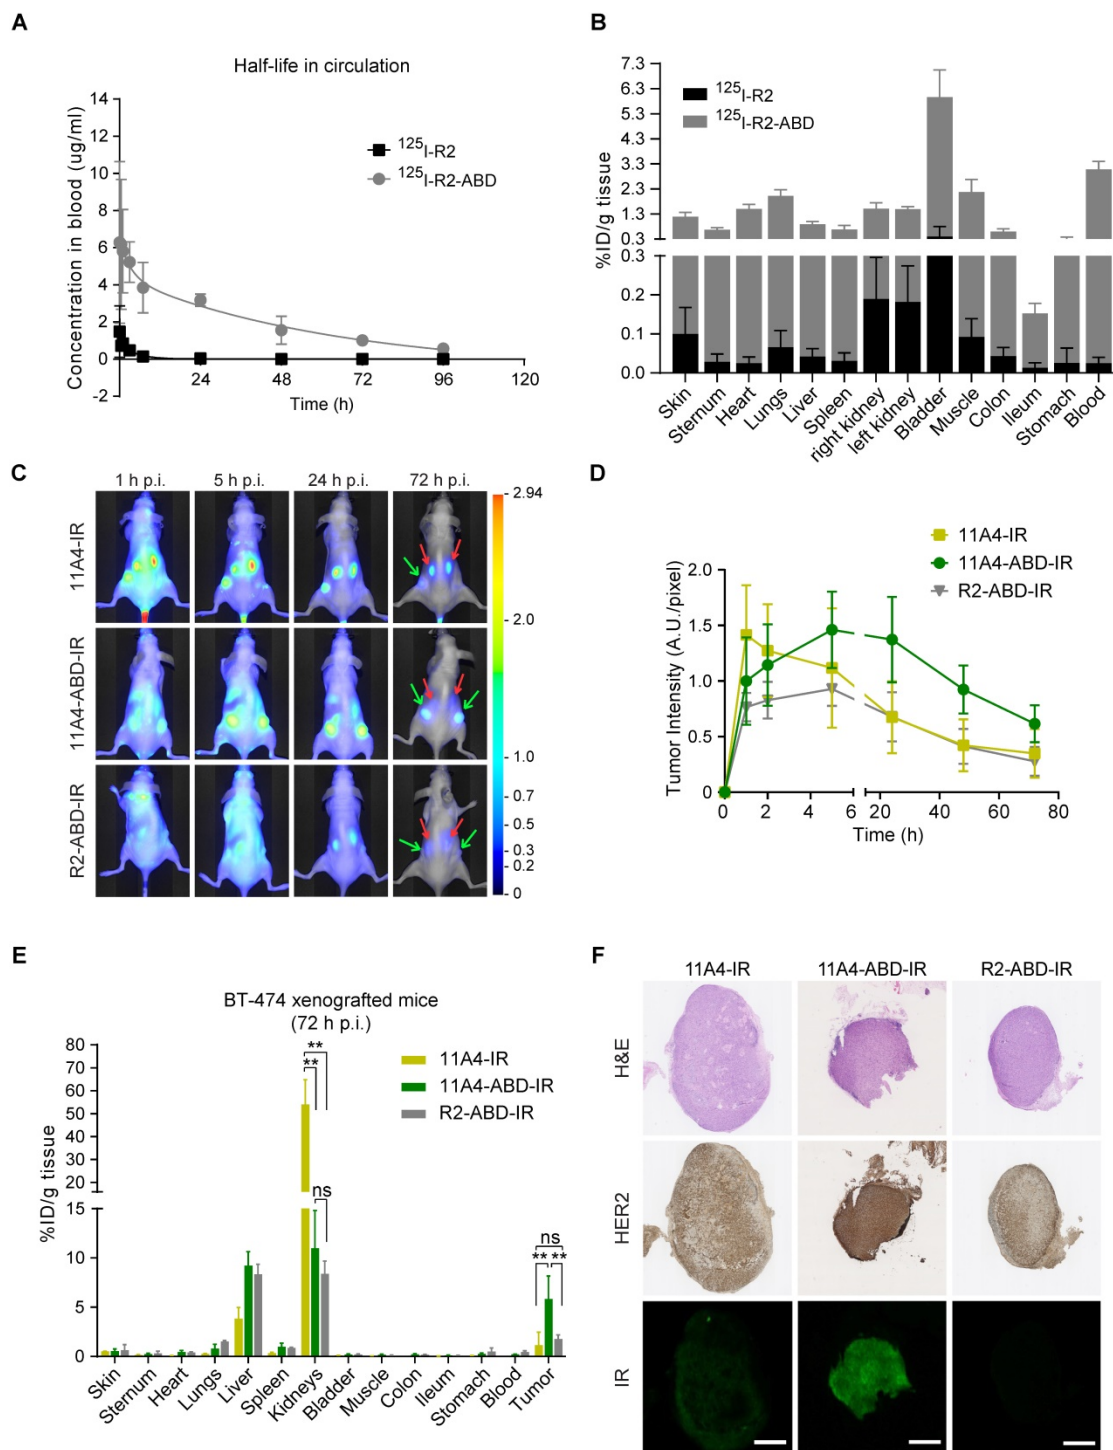 A
Half-life in circulation
Concentration in blood (ug/ml)
14
12
10
8
6
4
2
0
-2
24
48
72
96
120
Time (h)
125I-R2
125I-R2-ABD
B
%ID/g tissue
7.3
6.3
5.3
4.3
3.3
2.3
1.3
0.3
0.3
0.2
0.1
0.0
125I-R2
125I-R2-ABD
Skin
Sternum
Heart
Lungs
Liver
Spleen
right kidney
left kidney
Bladder
Muscle
Colon
Ileum
Stomach
Blood
C
1 h p.i. 5 h p.i. 24 h p.i. 72 h p.i.
11A4-IR
11A4-ABD-IR
R2-ABD-IR
2.94
2.0
1.0
0.7
0.5
0.3
0.2
0
D
11A4-IR
11A4-ABD-IR
R2-ABD-IR
Tumor Intensity (A.U./pixel)
2.0
1.5
1.0
0.5
0
0 2 4 6 20 40 60 80
Time (h)
E
BT-474 xenografted mice
(72 h p.i.)
%ID/g tissue
80
70
60
50
40
30
20
15
10
5
0
11A4-IR
11A4-ABD-IR
R2-ABD-IR
**
**
ns
ns
** **
Skin
Sternum
Heart
Lungs
Liver
Spleen
Kidneys
Bladder
Muscle
Colon
Ileum
Stomach
Blood
Tumor
F
11A4-IR 11A4-ABD-IR R2-ABD-IR
H&E
HER2
IR